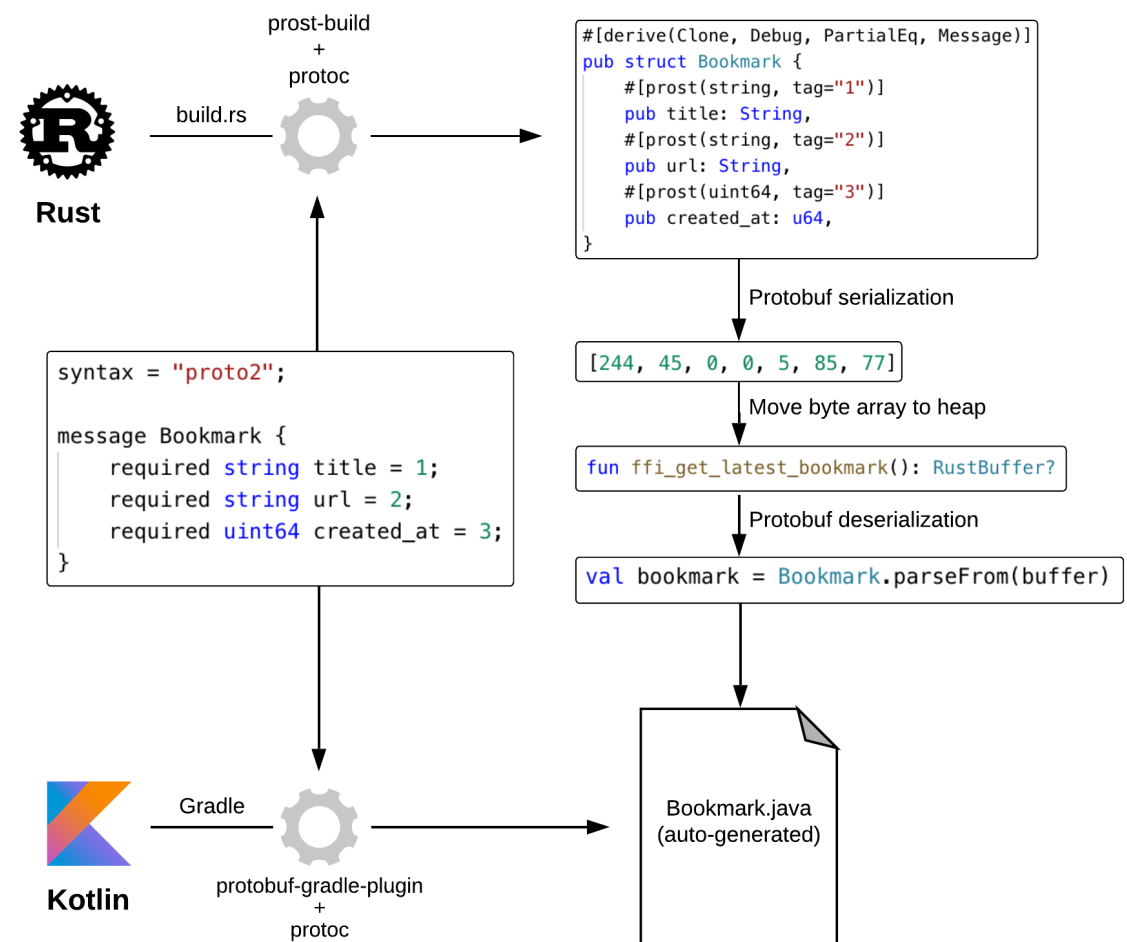 prost-build
+
protoc
build.rs
Rust
#[derive(Clone, Debug, PartialEq, Message)]
pub struct Bookmark {
    #[prost(string, tag="1")]
    pub title: String,
    #[prost(string, tag="2")]
    pub url: String,
    #[prost(uint64, tag="3")]
    pub created_at: u64,
}
Protobuf serialization
[244, 45, 0, 0, 5, 85, 77]
Move byte array to heap
fun ffi_get_latest_bookmark(): RustBuffer?
Protobuf deserialization
val bookmark = Bookmark.parseFrom(buffer)
syntax = "proto2";
message Bookmark {
    required string title = 1;
    required string url = 2;
    required uint64 created_at = 3;
}
Gradle
Kotlin
protobuf-gradle-plugin
+
protoc
Bookmark.java
(auto-generated)